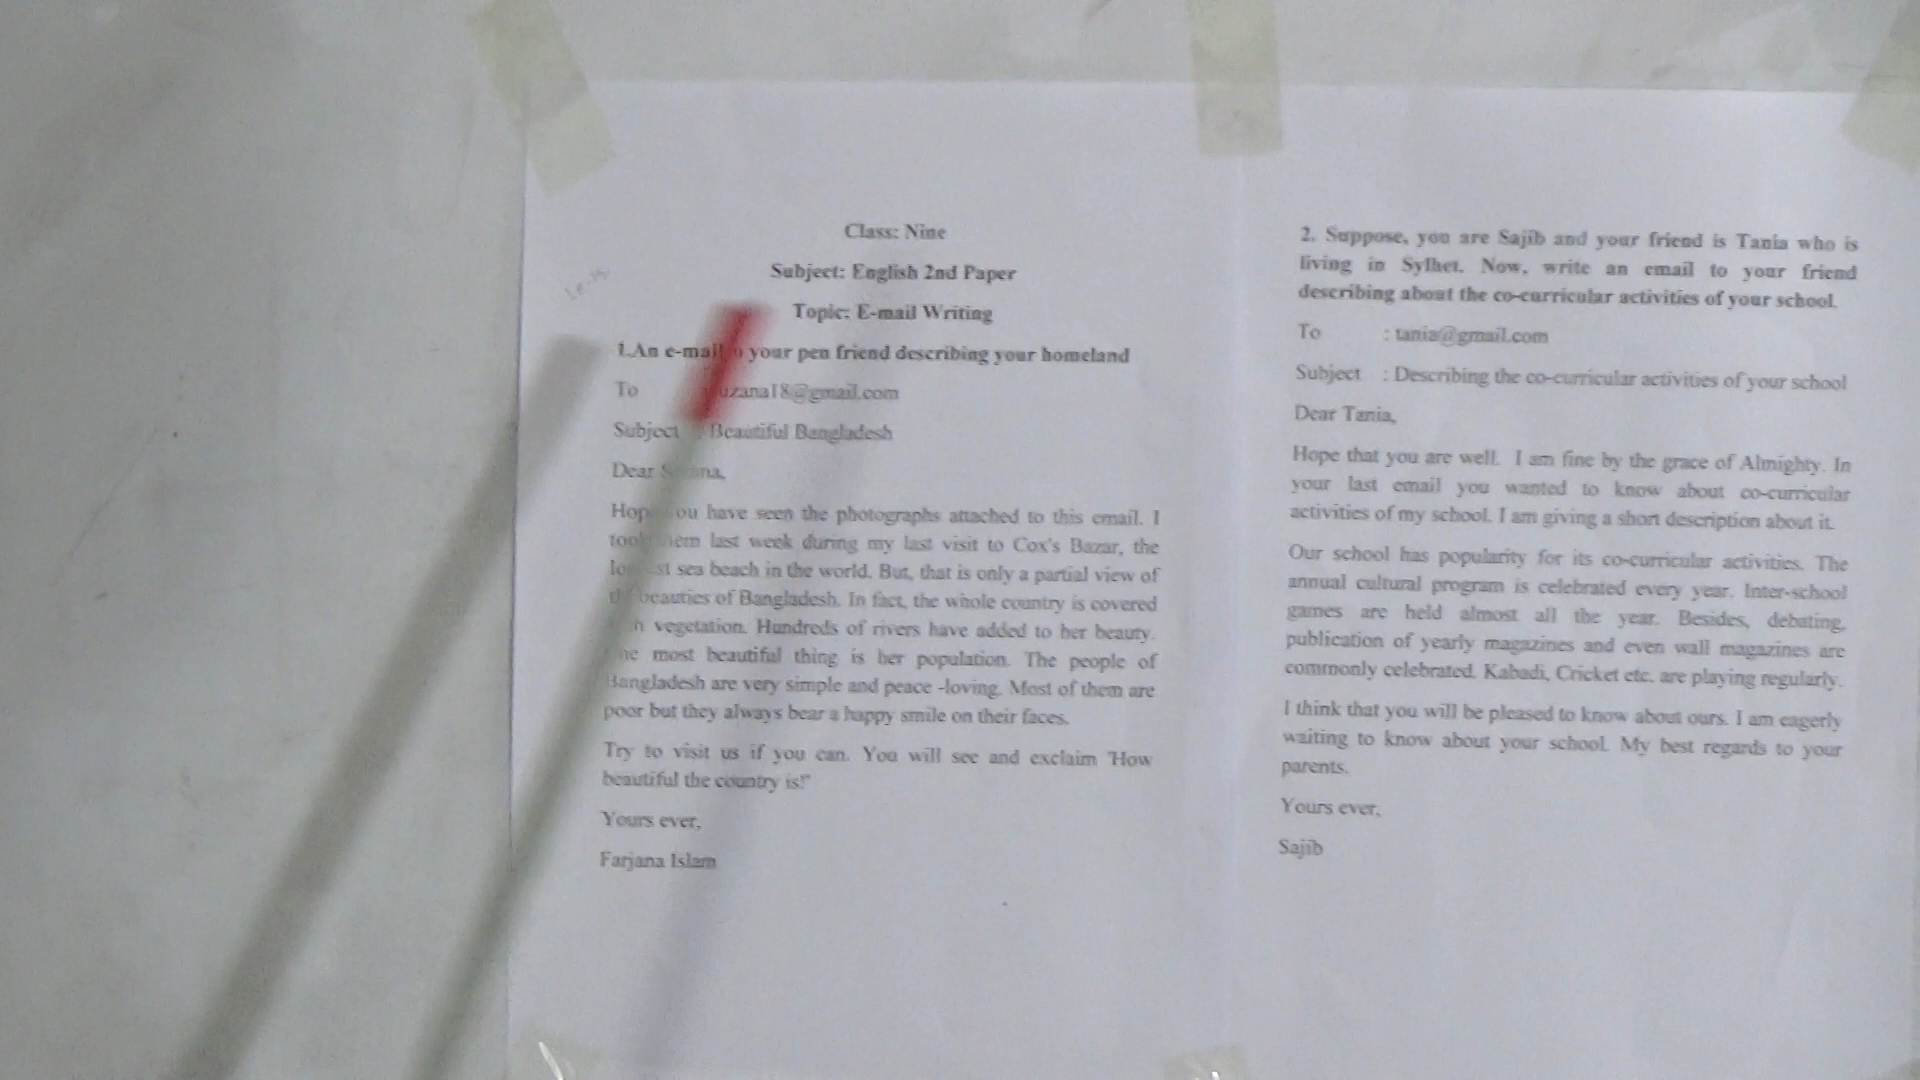 Class: Nine
Subject: English 2nd Paper
Topic: E-mail Writing
1.An your pen friend describing your homeland
To
Subject : Beautiful Bangladesh
Dear
have seen the photographs attached to this email. I
last week during my last visit to Cox's Bazar, the
sea beach in the world. But, that is only a partial view of
beauties of Bangladesh. In fact, the whole country is covered
vegetation. Hundreds of rivers have added to her beauty.
most beautiful thing is her population. The people of
Bangladesh are very simple and peace -loving. Most of them are
poor but they always bear a happy smile on their faces.
Try to visit us if you can. You will see and exclaim "How
beautiful the country is!"
Yours ever,
Farjana Islam
2. Suppose, you are Sajib and your friend is Tania who is
living in Sylhet. Now, write an email to your friend
describing about the co-curricular activities of your school.
To : tania@gmail.com
Subject : Describing the co-curricular activities of your school
Dear Tania,
Hope that you are well. I am fine by the grace of Almighty. In
your last email you wanted to know about co-curricular
activities of my school. I am giving a short description about it.
Our school has popularity for its co-curricular activities. The
annual cultural program is celebrated every year. Inter-school
games are held almost all the year. Besides, debating,
publication of yearly magazines and even wall magazines are
commonly celebrated. Kabadi, Cricket etc. are playing regularly.
I think that you will be pleased to know about ours. I am eagerly
waiting to know about your school. My best regards to your
parents.
Yours ever,
Sajib